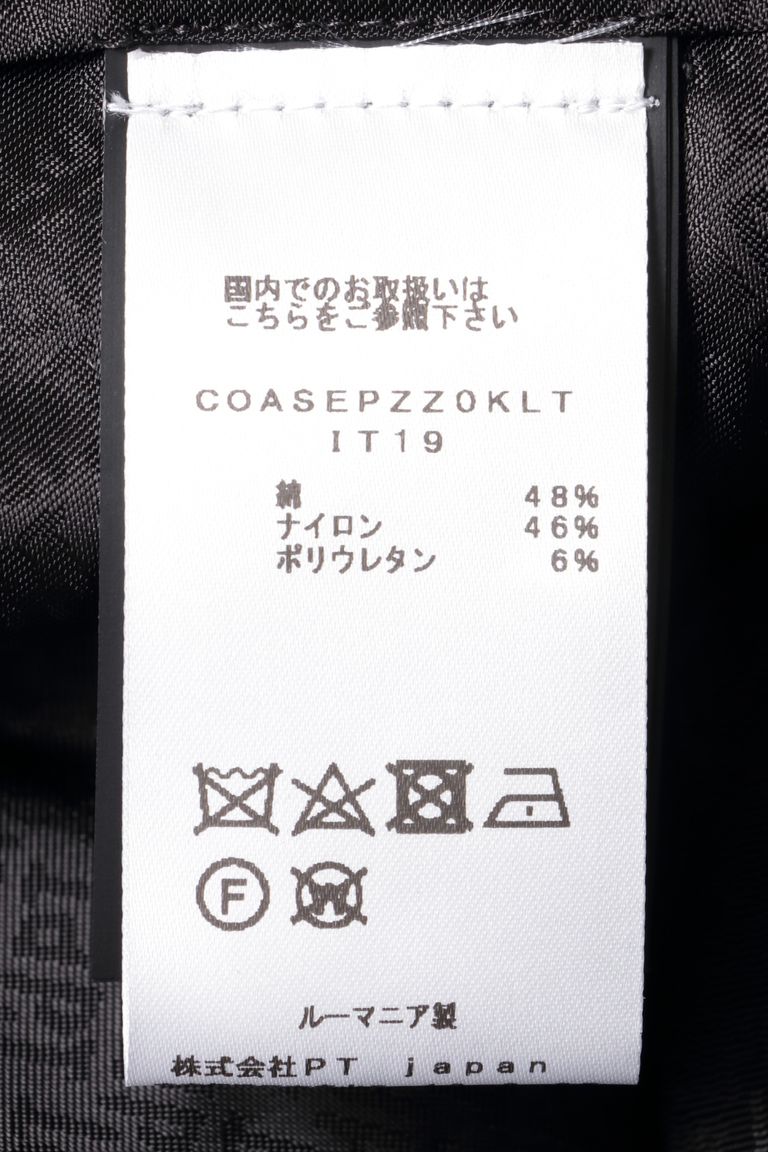 国内でのお取扱いは
こちらをご参照下さい
COASEPZZ0KLT
IT19
綿 48%
ナイロン 46%
ポリウレタン 6%
F
W
ルーマニア製
株式会社PT japan